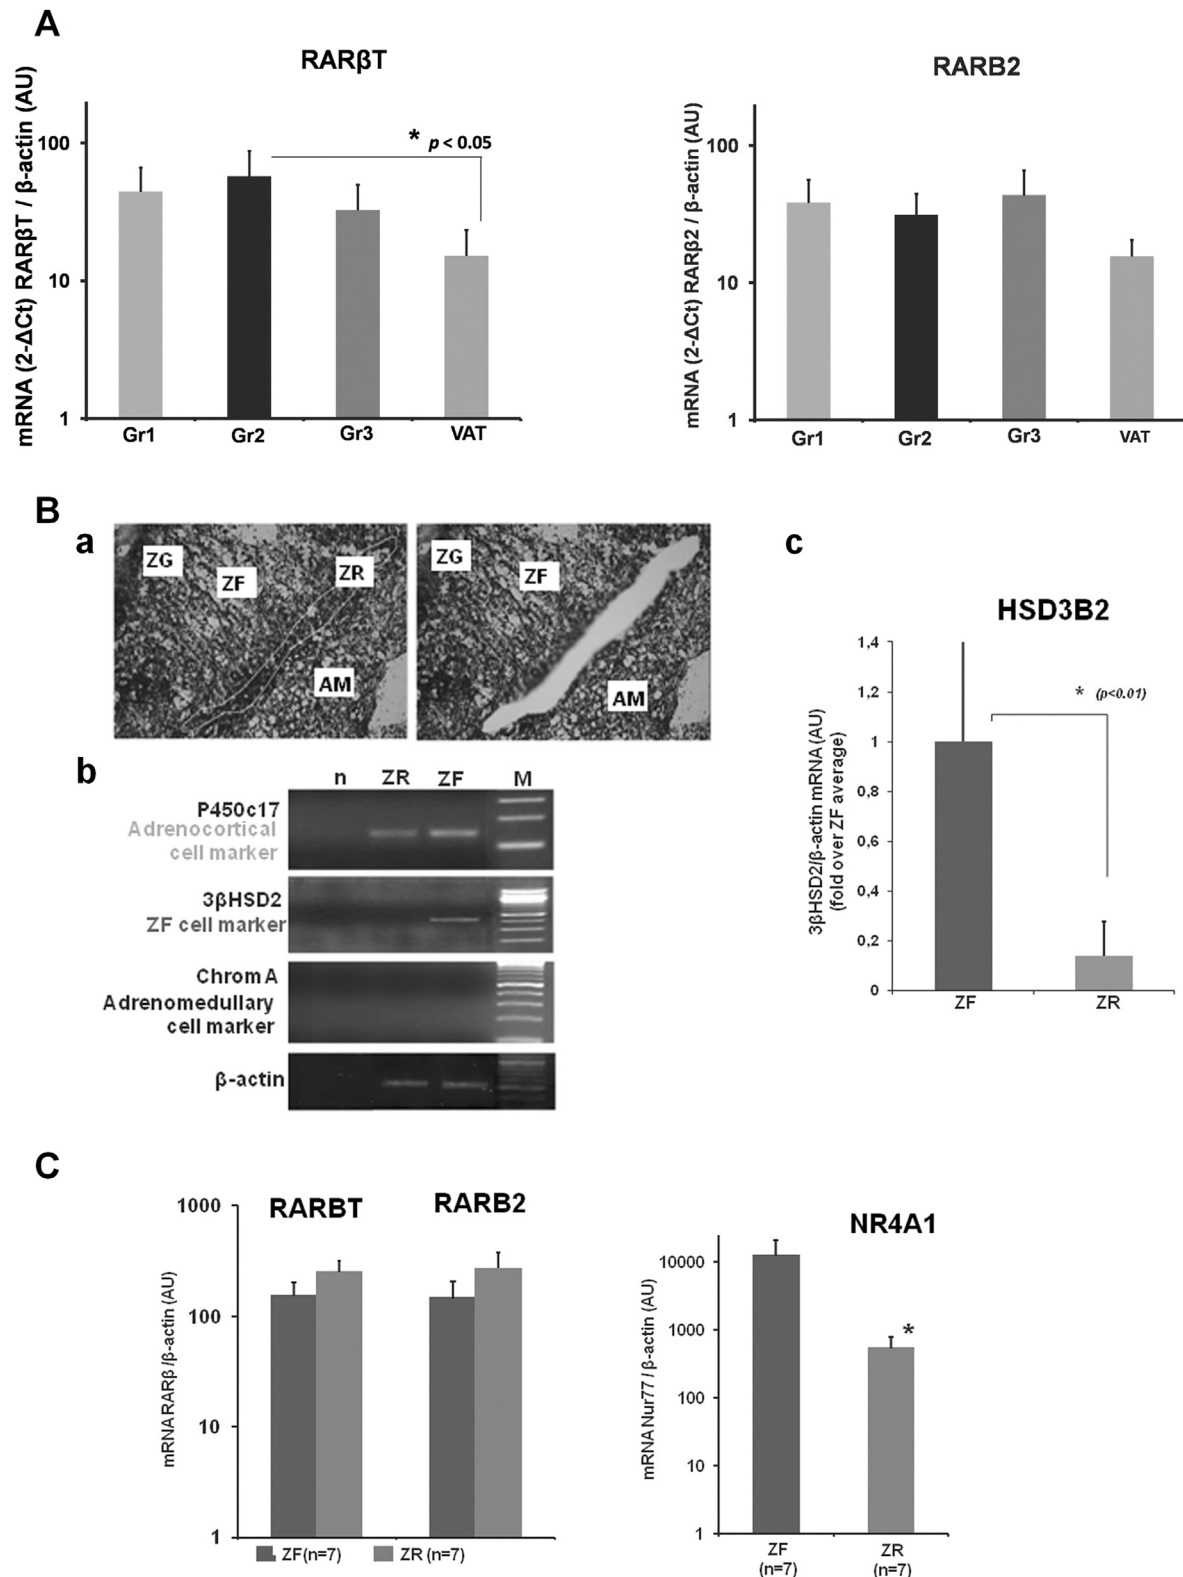 A
RARβT
mRNA (2-ΔCt) RARβT / β-actin (AU)
100
10
1
* p < 0.05
Gr1 Gr2 Gr3 VAT
RARB2
mRNA (2-ΔCt) RARβ2 / β-actin (AU)
100
10
1
Gr1 Gr2 Gr3 VAT
B
a
ZG ZF ZR AM
ZG ZF AM
b
n ZR ZF M
P450c17
Adrenocortical
cell marker
3βHSD2
ZF cell marker
Chrom A
Adrenomedullary
cell marker
β-actin
c
HSD3B2
3βHSD2/β-actin mRNA (AU)
(fold over ZF average)
1,4
1,2
1
0,8
0,6
0,4
0,2
0
* (p<0.01)
ZF ZR
C
RARBT RARB2
mRNA RARβ /β-actin (AU)
1000
100
10
1
ZF(n=7) ZR (n=7)
NR4A1
mRNA Nur77 / β-actin (AU)
10000
1000
100
10
1
*
ZF ZR
(n=7) (n=7)